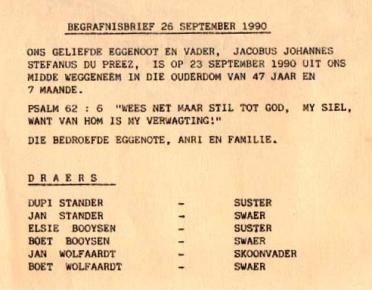 BEGRAFNISBRIEF 26 SEPTEMBER 1990
ONS GELIEFDE EGGENOOT EN VADER, JACOBUS JOHANNES
STEFANUS DU PREEZ, IS OP 23 SEPTEMBER 1990 UIT ONS
MIDDE WEGGENEEM IN DIE OUDERDOM VAN 47 JAAR EN
7 MAANDE.
PSALM 62 : 6 "WEES NET MAAR STIL TOT GOD, MY SIEL,
WANT VAN HOM IS MY VERWAGTING!"
DIE BEDROEFDE EGGENOTE, ANRI EN FAMILIE.
D R A E R S
DUPI STANDER - SUSTER
JAN STANDER - SWAER
ELSIE BOOYSEN - SUSTER
BOET BOOYSEN - SWAER
JAN WOLFAARDT - SKOONVADER
BOET WOLFAARDT - SWAER